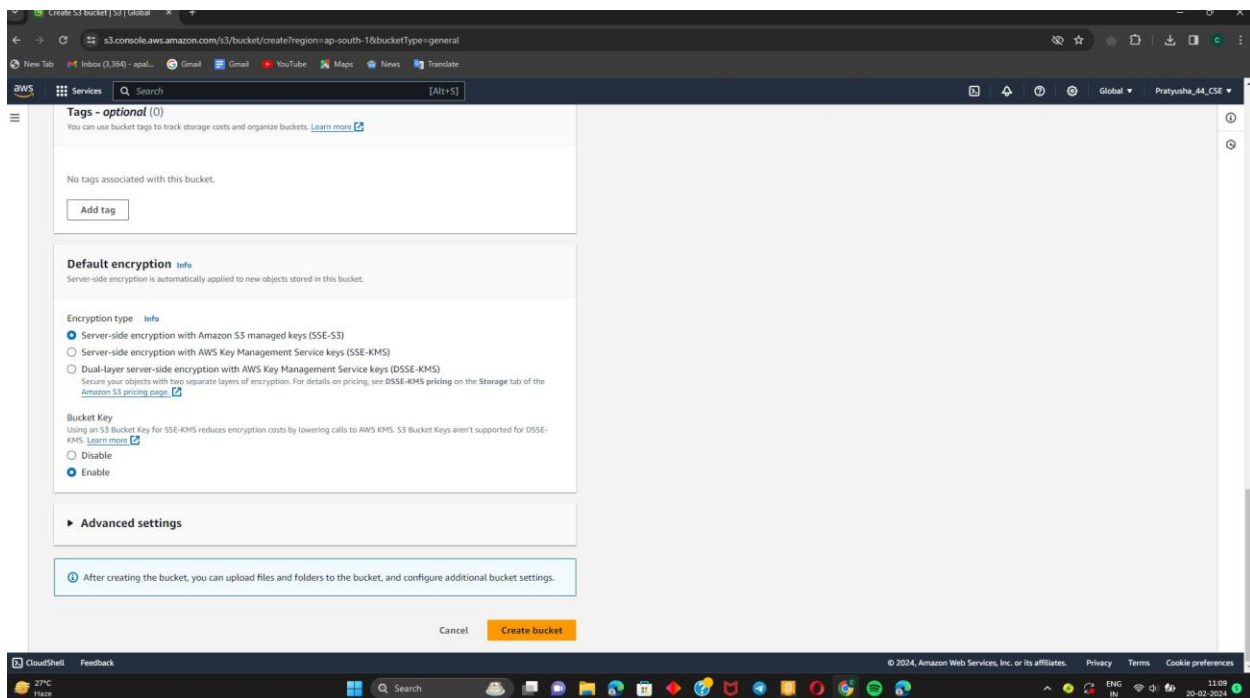 Create S3 bucket | S3 | Global
s3.console.aws.amazon.com/s3/bucket/create?region=ap-south-1&bucketType=general
New Tab Inbox (3,364) - apal... Gmail Gmail YouTube Maps News Translate
aws Services Search [Alt+S] Global Pratyusha_44_CSE
Tags - optional (0)
You can use bucket tags to track storage costs and organize buckets. Learn more
No tags associated with this bucket.
Add tag
Default encryption Info
Server-side encryption is automatically applied to new objects stored in this bucket.
Encryption type Info
Server-side encryption with Amazon S3 managed keys (SSE-S3)
Server-side encryption with AWS Key Management Service keys (SSE-KMS)
Dual-layer server-side encryption with AWS Key Management Service keys (DSSE-KMS)
Secure your objects with two separate layers of encryption. For details on pricing, see DSSE-KMS pricing on the Storage tab of the
Amazon S3 pricing page.
Bucket Key
Using an S3 Bucket Key for SSE-KMS reduces encryption costs by lowering calls to AWS KMS. S3 Bucket Keys aren't supported for DSSE-
KMS. Learn more
Disable
Enable
Advanced settings
After creating the bucket, you can upload files and folders to the bucket, and configure additional bucket settings.
Cancel Create bucket
CloudShell Feedback © 2024, Amazon Web Services, Inc. or its affiliates. Privacy Terms Cookie preferences
27°C Search ENG 11:09
Haze IN 20-02-2024